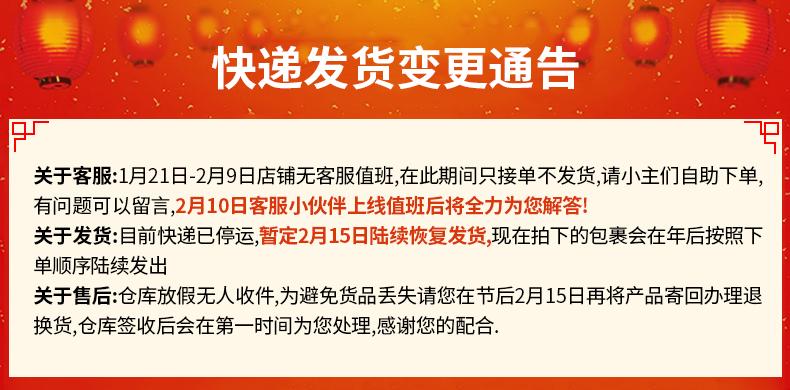 快递发货变更通告
关于客服:1月21日-2月9日店铺无客服值班,在此期间只接单不发货,请小主们自助下单,
有问题可以留言,2月10日客服小伙伴上线值班后将全力为您解答!
关于发货:目前快递已停运,暂定2月15日陆续恢复发货,现在拍下的包裹会在年后按照下
单顺序陆续发出
关于售后:仓库放假无人收件,为避免货品丢失请您在节后2月15日再将产品寄回办理退
换货,仓库签收后会在第一时间为您处理,感谢您的配合.